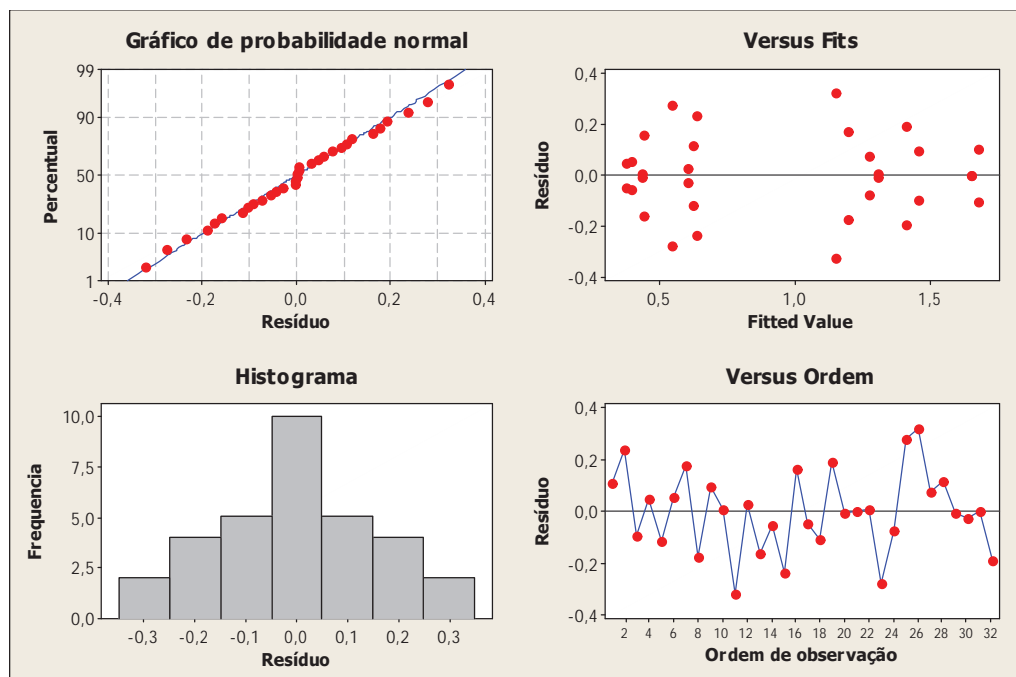 Gráfico de probabilidade normal
Percentual
99
90
50
10
1
-0,4 -0,2 0,0 0,2 0,4
Resíduo
Versus Fits
Resíduo
0,4
0,2
0,0
-0,2
-0,4
0,5 1,0 1,5
Fitted Value
Histograma
Frequencia
10,0
7,5
5,0
2,5
0,0
-0,3 -0,2 -0,1 0,0 0,1 0,2 0,3
Resíduo
Versus Ordem
Resíduo
0,4
0,2
0,0
-0,2
-0,4
2 4 6 8 10 12 14 16 18 20 22 24 26 28 30 32
Ordem de observação